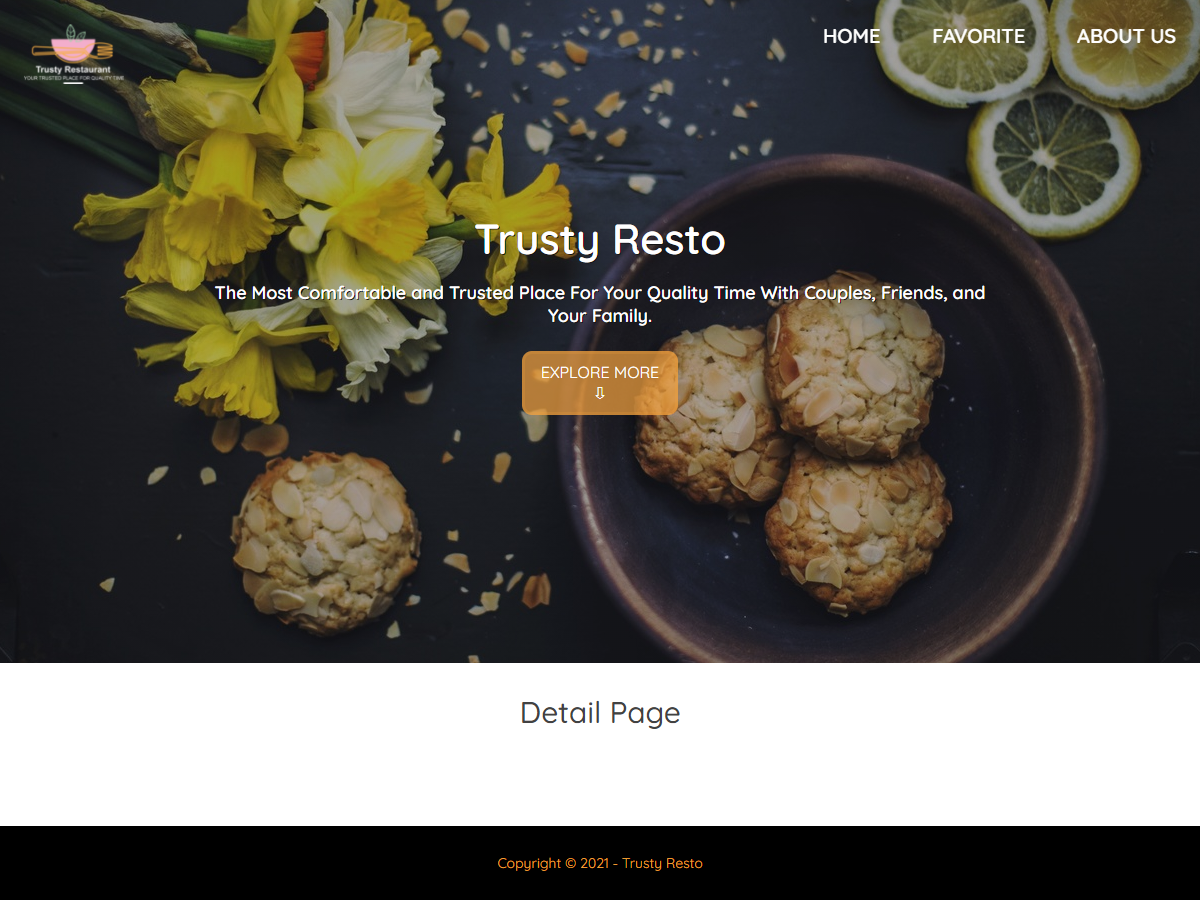 Trusty Restaurant
YOUR TRUSTED PLACE FOR QUALITY TIME
HOME FAVORITE ABOUT US
Trusty Resto
The Most Comfortable and Trusted Place For Your Quality Time With Couples, Friends, and
Your Family.
EXPLORE MORE
⇩
Detail Page
Copyright © 2021 - Trusty Resto